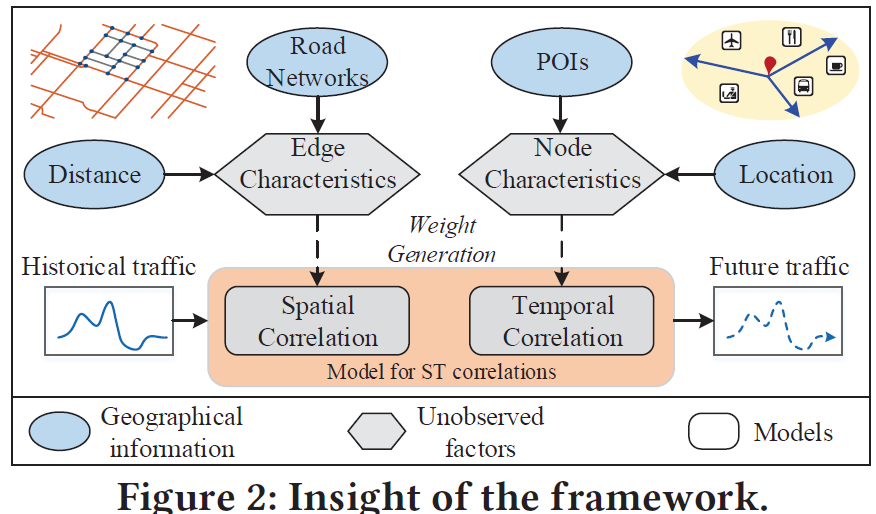 Road
Networks
POIs
Distance
Edge
Characteristics
Node
Characteristics
Location
Weight
Generation
Historical traffic
Future traffic
Spatial
Correlation
Temporal
Correlation
Model for ST correlations
Geographical
information
Unobserved
factors
Models
Figure 2: Insight of the framework.